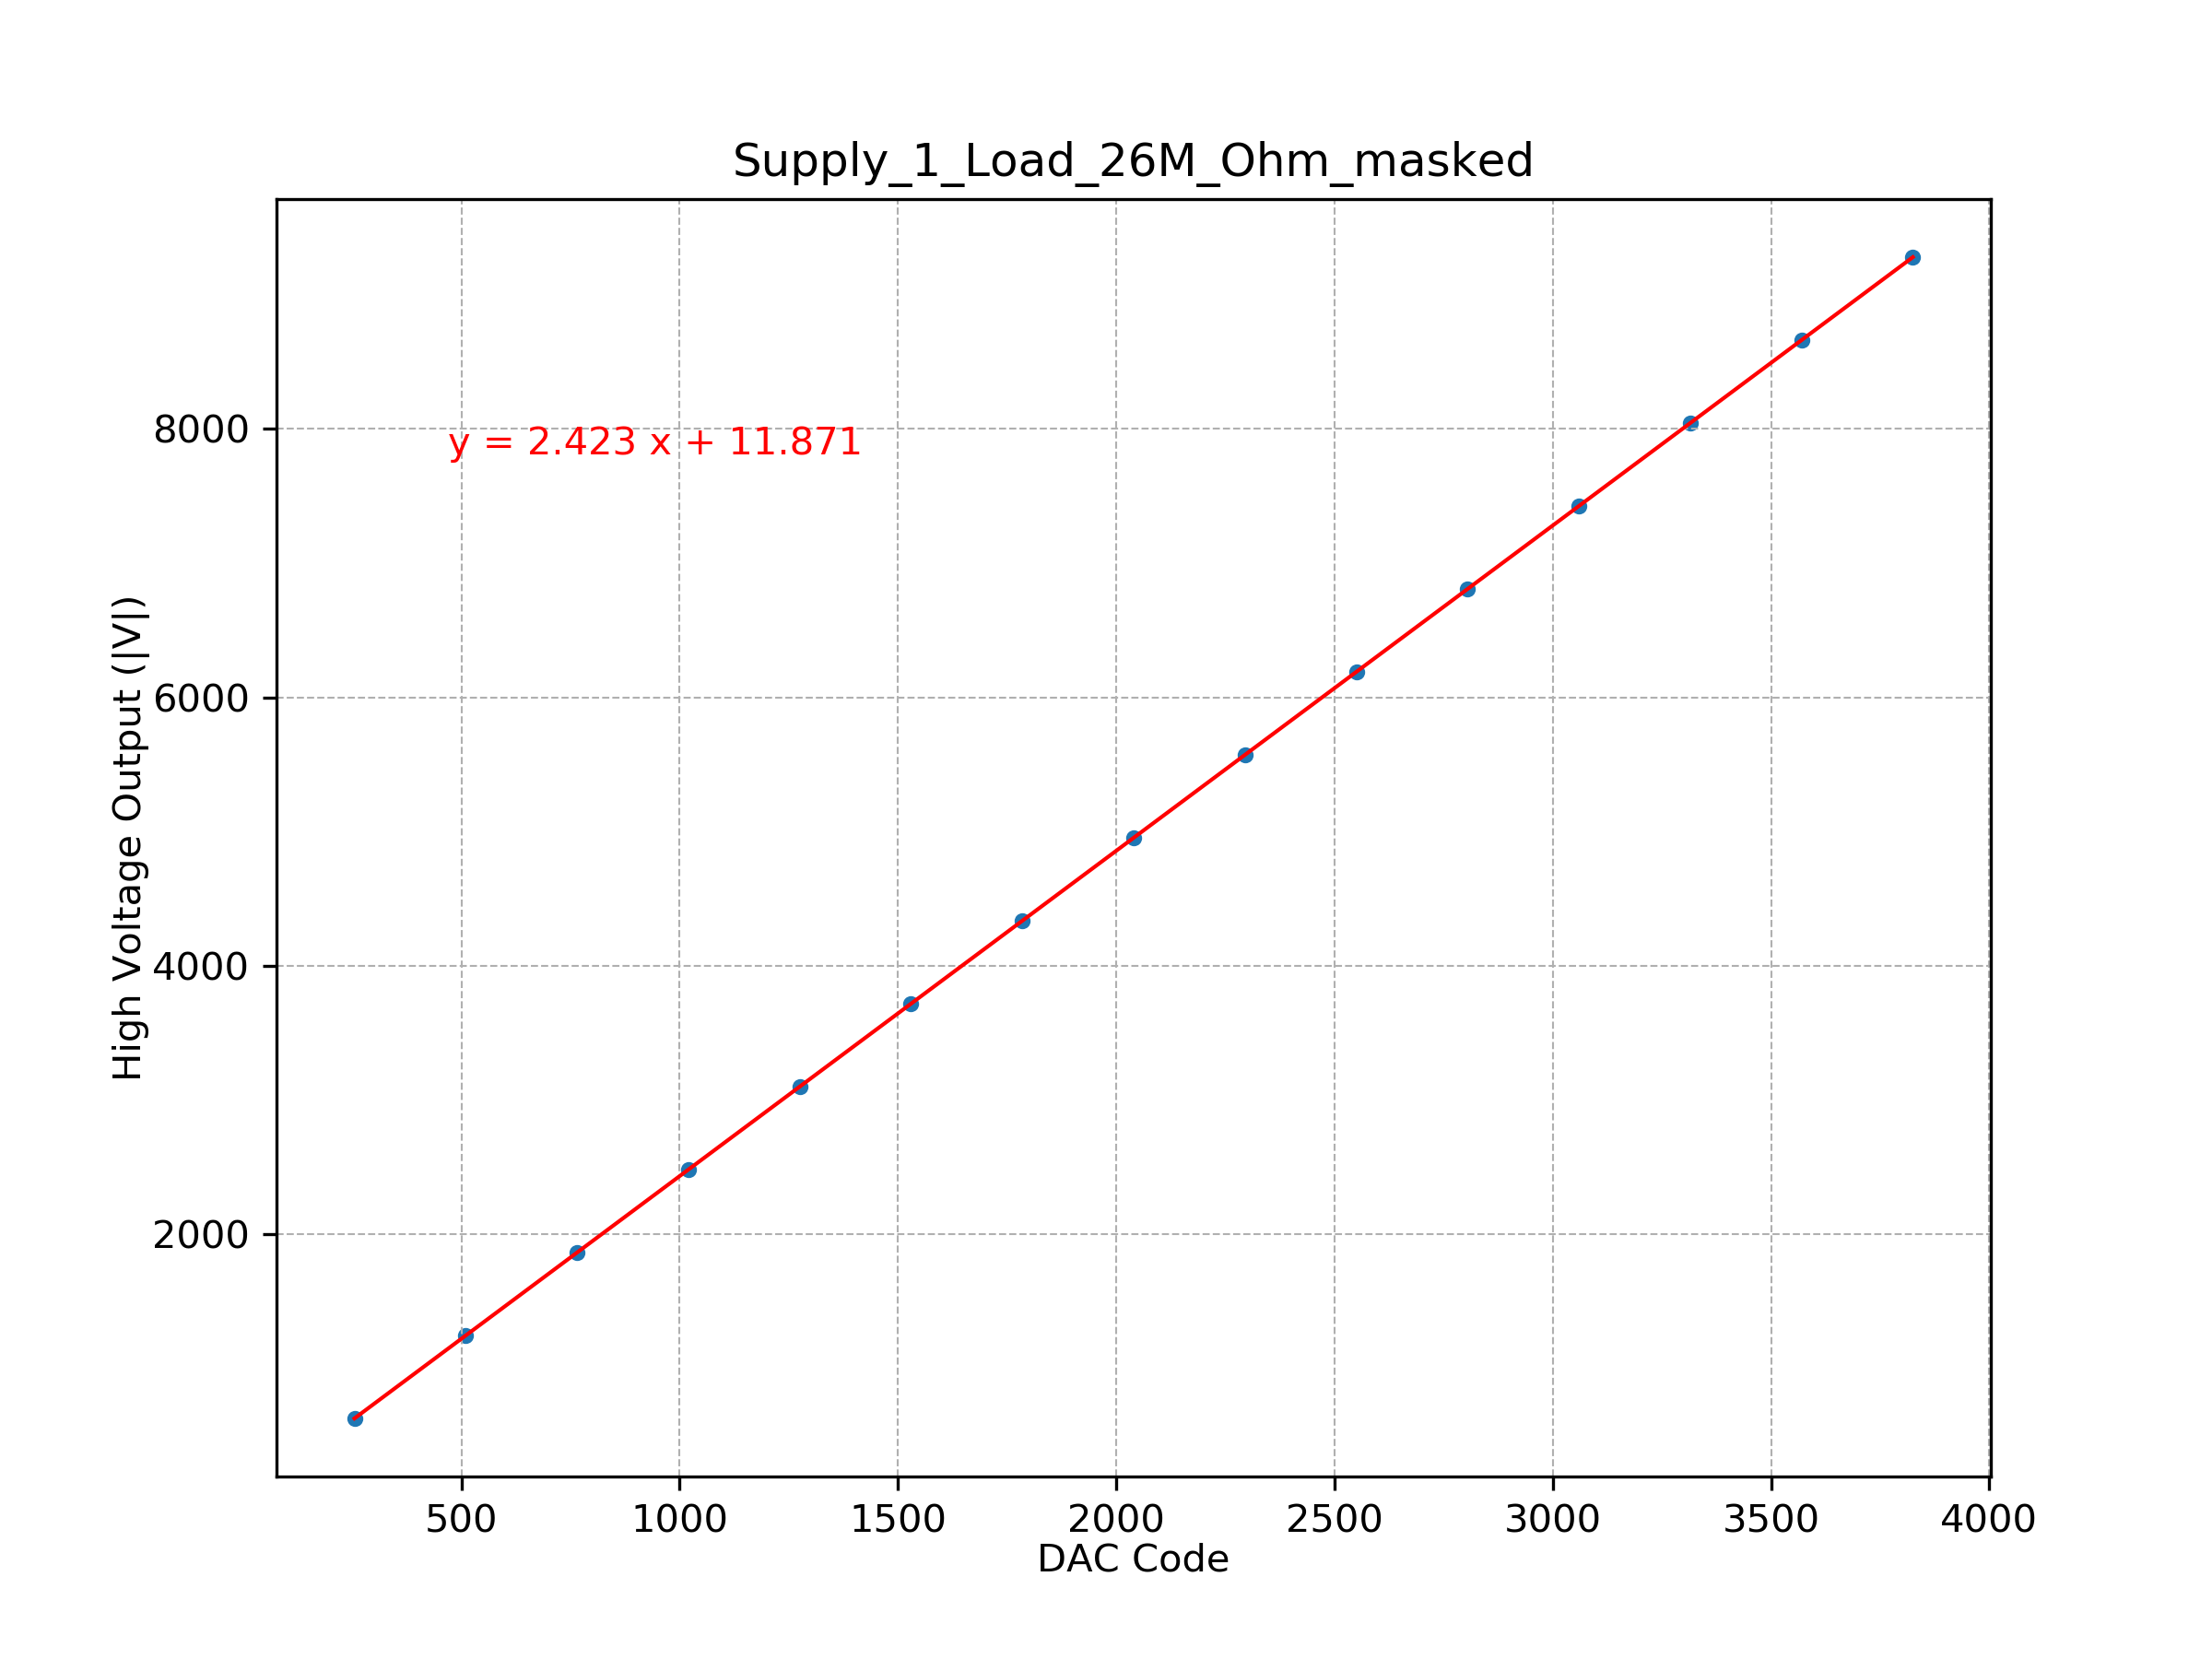 Supply_1_Load_26M_Ohm_masked
y = 2.423 x + 11.871
High Voltage Output (|V|)
8000
6000
4000
2000
500 1000 1500 2000 2500 3000 3500 4000
DAC Code